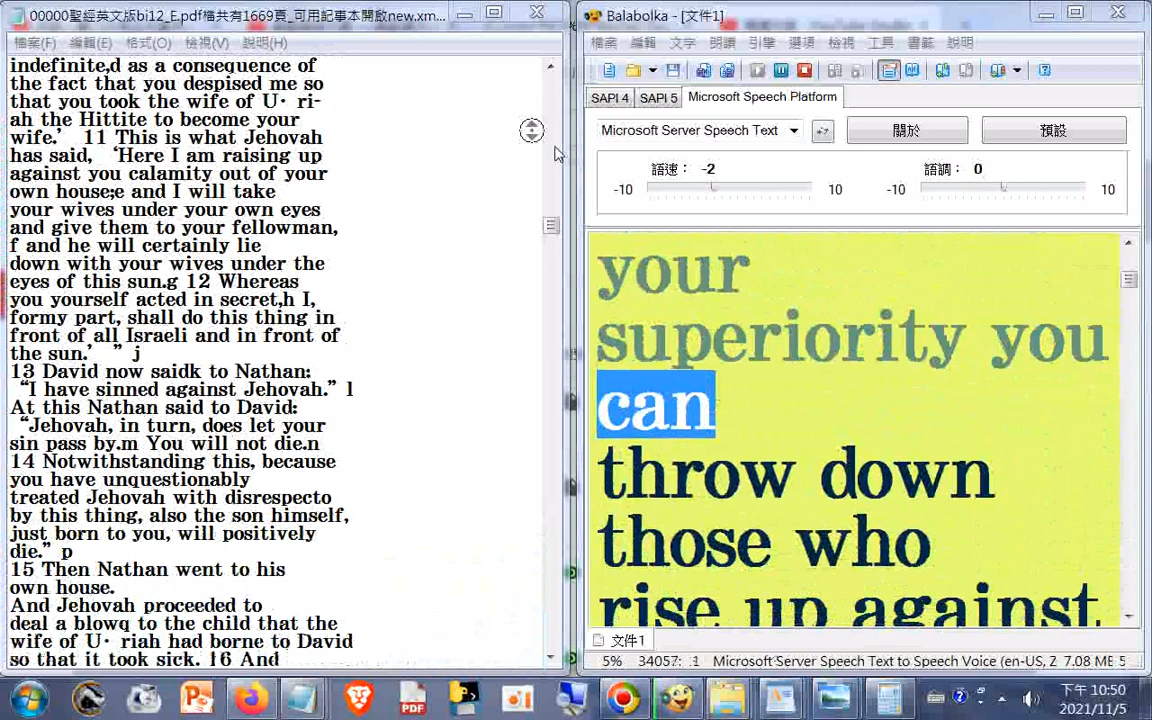 00000聖經英文版bi12_E.pdf檔共有1669頁_可用記事本開啟new.xm...
檔案(F) 編輯(E) 格式(O) 檢視(V) 說明(H)
indefinite,d as a consequence of
the fact that you despised me so
that you took the wife of U· ri-
ah the Hittite to become your
wife.’ 11 This is what Jehovah
has said, ‘Here I am raising up
against you calamity out of your
own house;e and I will take
your wives under your own eyes
and give them to your fellowman,
f and he will certainly lie
down with your wives under the
eyes of this sun.g 12 Whereas
you yourself acted in secret,h I,
formy part, shall do this thing in
front of all Israeli and in front of
the sun.’ ”j
13 David now saidk to Nathan:
“I have sinned against Jehovah.” l
At this Nathan said to David:
“Jehovah, in turn, does let your
sin pass by.m You will not die.n
14 Notwithstanding this, because
you have unquestionably
treated Jehovah with disrespecto
by this thing, also the son himself,
just born to you, will positively
die.” p
15 Then Nathan went to his
own house.
And Jehovah proceeded to
deal a blowq to the child that the
wife of U· riah had borne to David
so that it took sick. 16 And
Balabolka - [文件1]
檔案 編輯 文字 朗讀 引擎 選項 檢視 工具 書籤 說明
SAPI 4 SAPI 5 Microsoft Speech Platform
Microsoft Server Speech Text 關於 預設
語速: -2 語調: 0
-10 10 -10 10
your
superiority you
can
throw down
those who
rise up against
文件1
5% 34057: .1 Microsoft Server Speech Text to Speech Voice (en-US, Z 7.08 MB 5
PDF
下午 10:50
2021/11/5